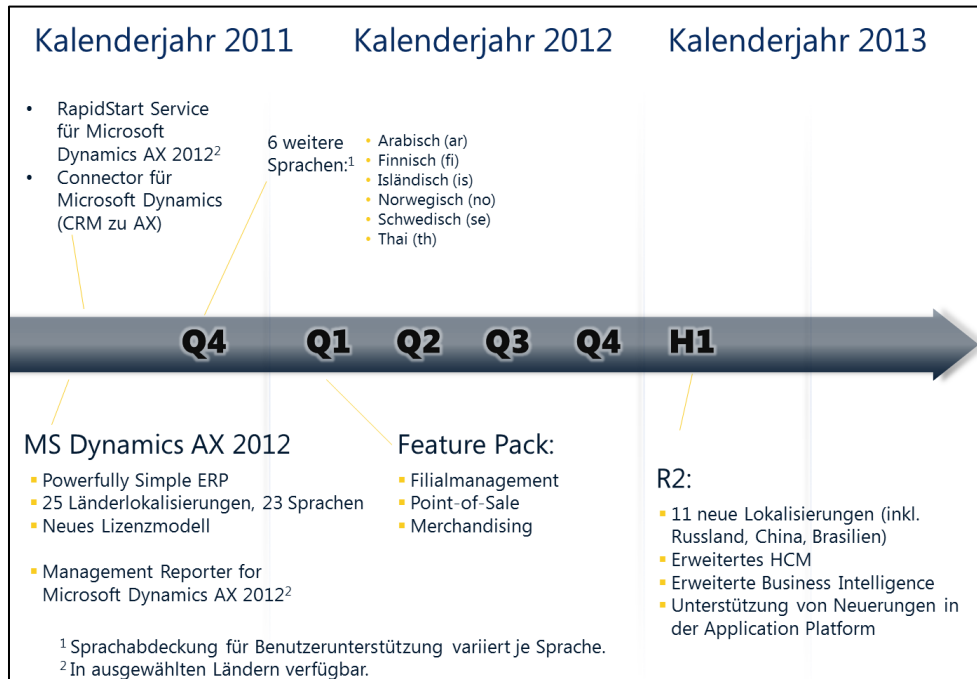 Kalenderjahr 2011
Kalenderjahr 2012
Kalenderjahr 2013
• RapidStart Service
für Microsoft
Dynamics AX 2012²
• Connector für
Microsoft Dynamics
(CRM zu AX)
6 weitere
Sprachen:¹
• Arabisch (ar)
• Finnisch (fi)
• Isländisch (is)
• Norwegisch (no)
• Schwedisch (se)
• Thai (th)
Q4
Q1
Q2
Q3
Q4
H1
MS Dynamics AX 2012
▪ Powerfully Simple ERP
▪ 25 Länderlokalisierungen, 23 Sprachen
▪ Neues Lizenzmodell
▪ Management Reporter for
Microsoft Dynamics AX 2012²
Feature Pack:
▪ Filialmanagement
▪ Point-of-Sale
▪ Merchandising
R2:
▪ 11 neue Lokalisierungen (inkl.
Russland, China, Brasilien)
▪ Erweitertes HCM
▪ Erweiterte Business Intelligence
▪ Unterstützung von Neuerungen in
der Application Platform
¹ Sprachabdeckung für Benutzerunterstützung variiert je Sprache.
² In ausgewählten Ländern verfügbar.